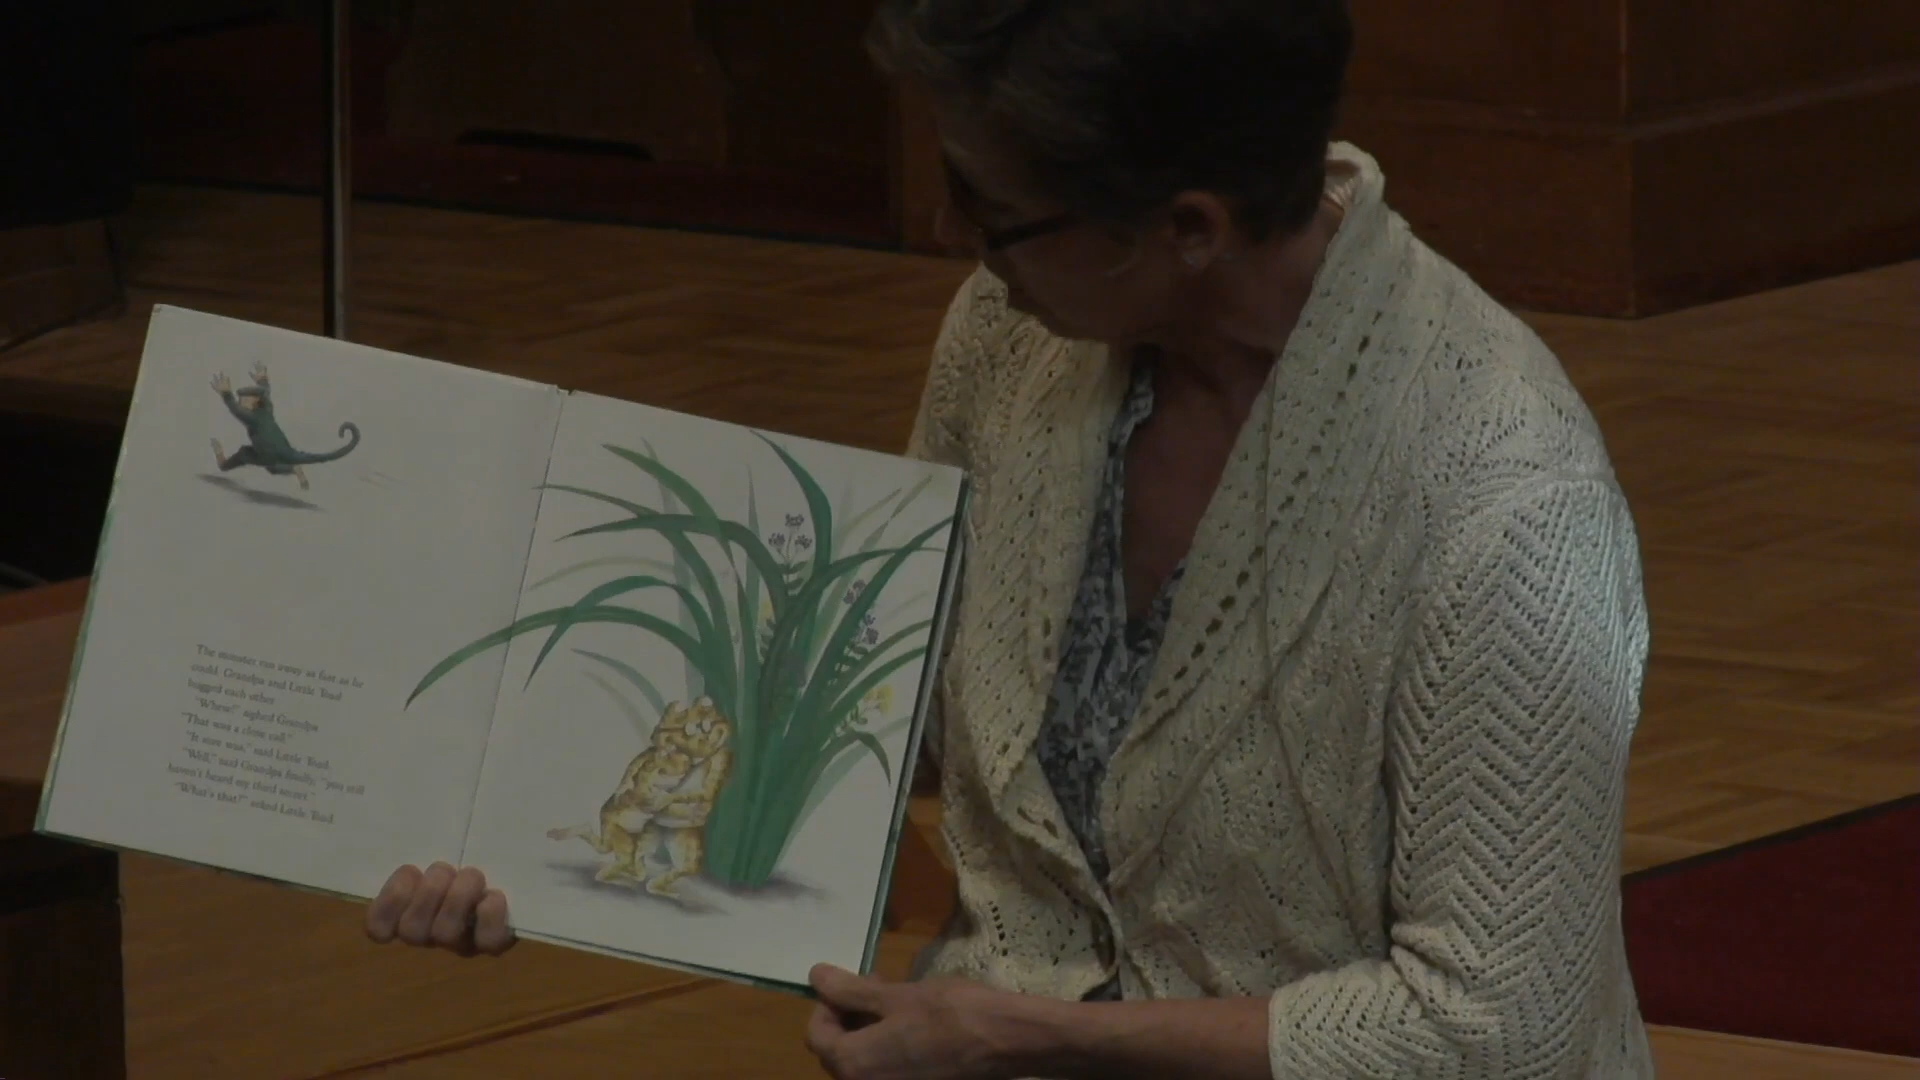 The monster ran away as fast as he
could. Grandpa and Little Toad
hugged each other.
"Whew!" sighed Grandpa.
"That was a close call."
"It sure was," said Little Toad.
"Well," said Grandpa finally, "you still
haven't heard my third secret."
"What's that?" asked Little Toad.